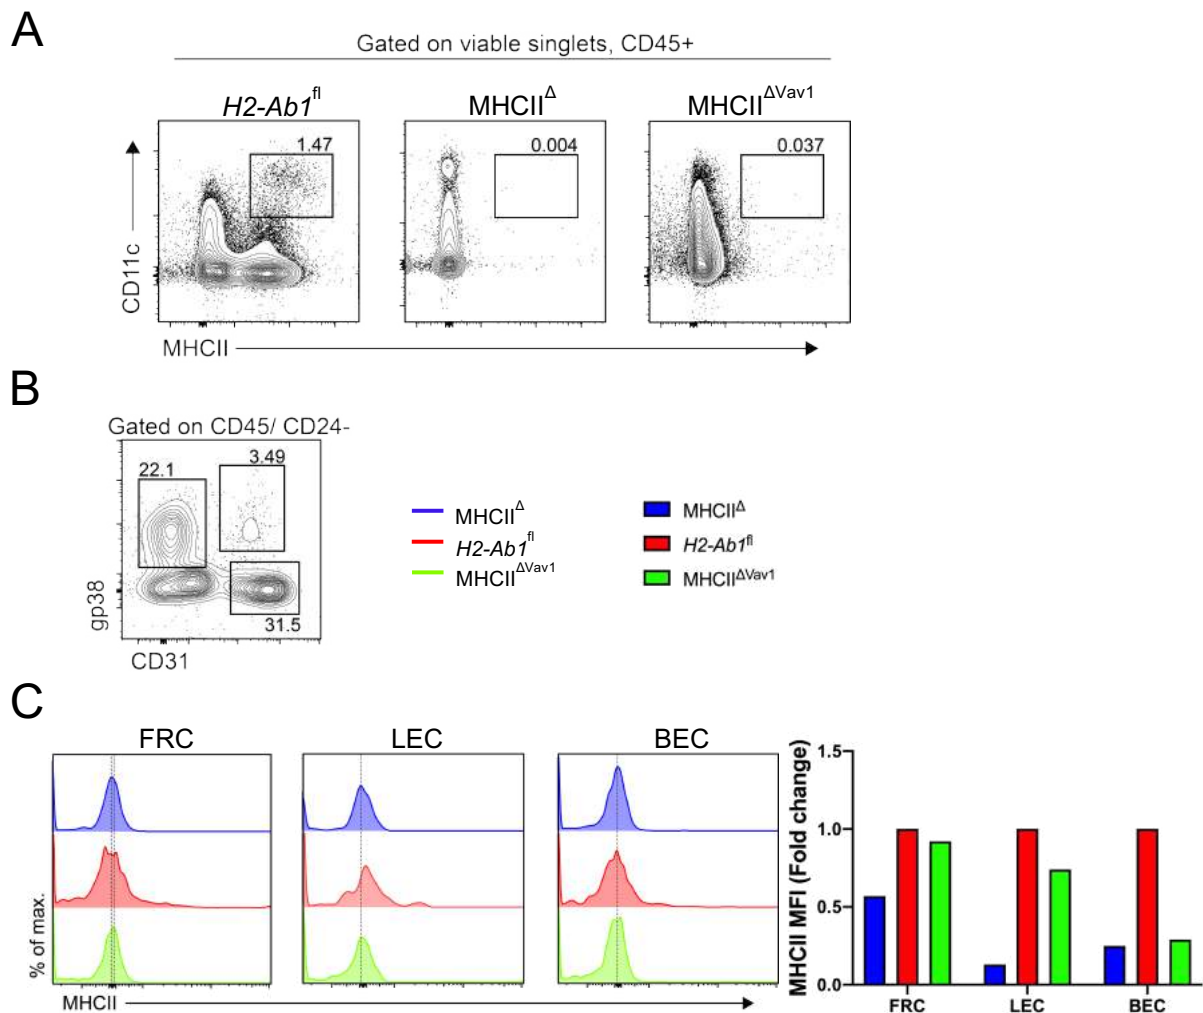 A
Gated on viable singlets, CD45+
H2-Ab1fl
MHCIIΔ
MHCIIΔVav1
1.47
0.004
0.037
CD11c
MHCII
B
Gated on CD45/ CD24-
22.1
3.49
31.5
gp38
CD31
MHCIIΔ
H2-Ab1fl
MHCIIΔVav1
MHCIIΔ
H2-Ab1fl
MHCIIΔVav1
C
FRC
LEC
BEC
% of max.
MHCII
MHCII MFI (Fold change)
1.5
1.0
0.5
0.0
FRC
LEC
BEC